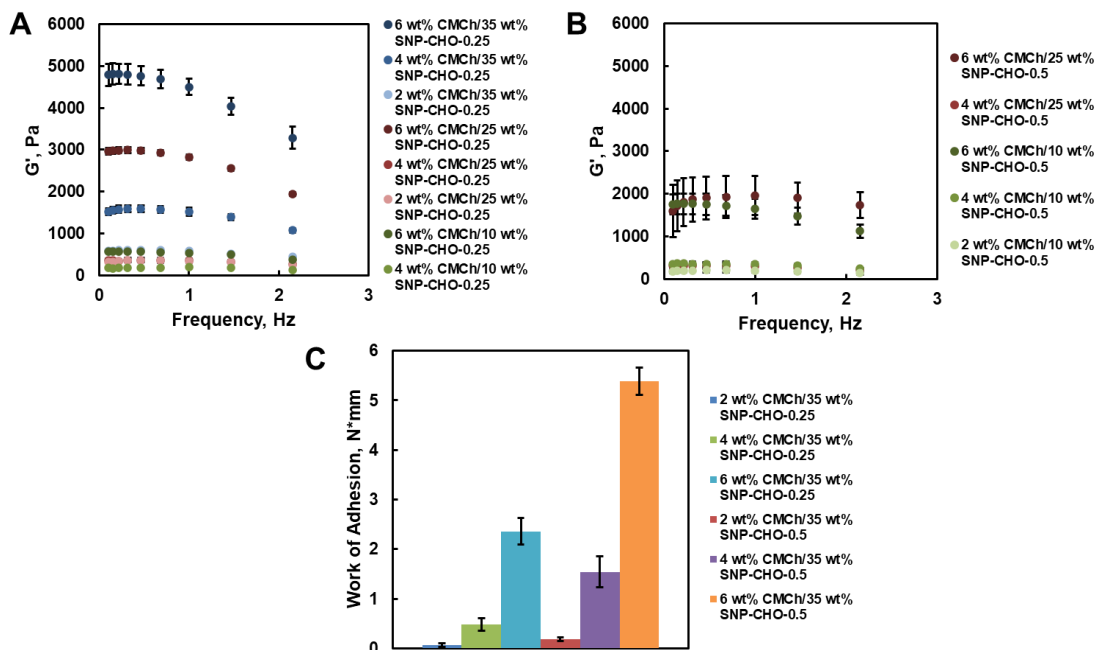 A
6000
5000
4000
3000
2000
1000
0
G', Pa
0
1
2
3
Frequency, Hz
6 wt% CMCh/35 wt%
SNP-CHO-0.25
4 wt% CMCh/35 wt%
SNP-CHO-0.25
2 wt% CMCh/35 wt%
SNP-CHO-0.25
6 wt% CMCh/25 wt%
SNP-CHO-0.25
4 wt% CMCh/25 wt%
SNP-CHO-0.25
2 wt% CMCh/25 wt%
SNP-CHO-0.25
6 wt% CMCh/10 wt%
SNP-CHO-0.25
4 wt% CMCh/10 wt%
SNP-CHO-0.25
B
6000
5000
4000
3000
2000
1000
0
G', Pa
0
1
2
3
Frequency, Hz
6 wt% CMCh/25 wt%
SNP-CHO-0.5
4 wt% CMCh/25 wt%
SNP-CHO-0.5
6 wt% CMCh/10 wt%
SNP-CHO-0.5
4 wt% CMCh/10 wt%
SNP-CHO-0.5
2 wt% CMCh/10 wt%
SNP-CHO-0.5
C
6
5
4
3
2
1
0
Work of Adhesion, N*mm
2 wt% CMCh/35 wt%
SNP-CHO-0.25
4 wt% CMCh/35 wt%
SNP-CHO-0.25
6 wt% CMCh/35 wt%
SNP-CHO-0.25
2 wt% CMCh/35 wt%
SNP-CHO-0.5
4 wt% CMCh/35 wt%
SNP-CHO-0.5
6 wt% CMCh/35 wt%
SNP-CHO-0.5